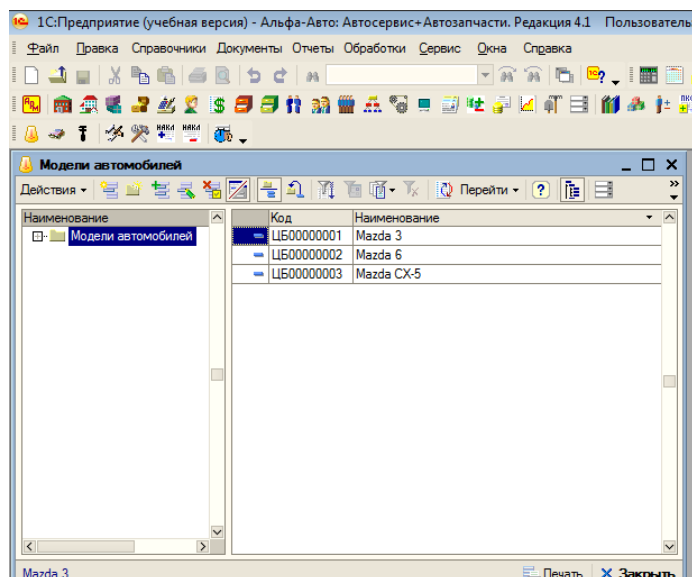 1С:Предприятие (учебная версия) - Альфа-Авто: Автосервис+Автозапчасти. Редакция 4.1 Пользователь
Файл Правка Справочники Документы Отчеты Обработки Сервис Окна Справка
Модели автомобилей
Действия Перейти
Наименование Код Наименование
Модели автомобилей ЦБ00000001 Mazda 3
ЦБ00000002 Mazda 6
ЦБ00000003 Mazda CX-5
Mazda 3 Печать Закрыть